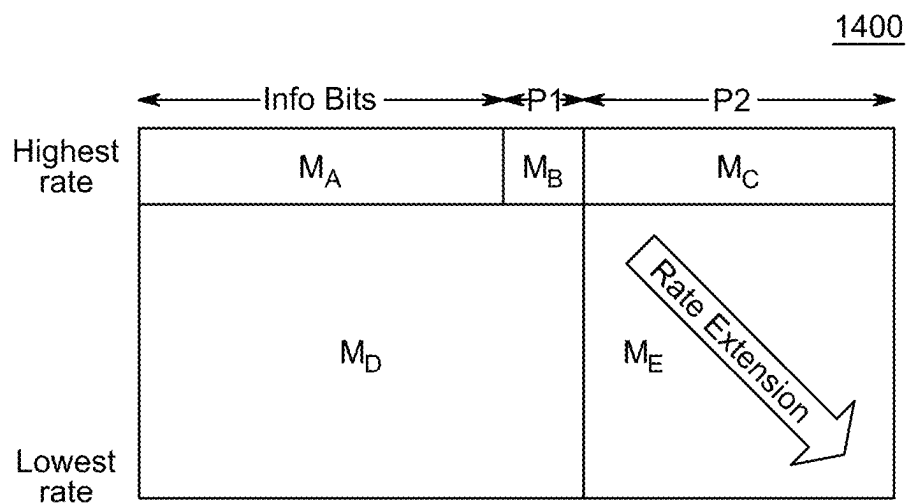 1400
Info Bits P1 P2
Highest
rate
M_A M_B M_C
Rate Extension
M_D M_E
Lowest
rate